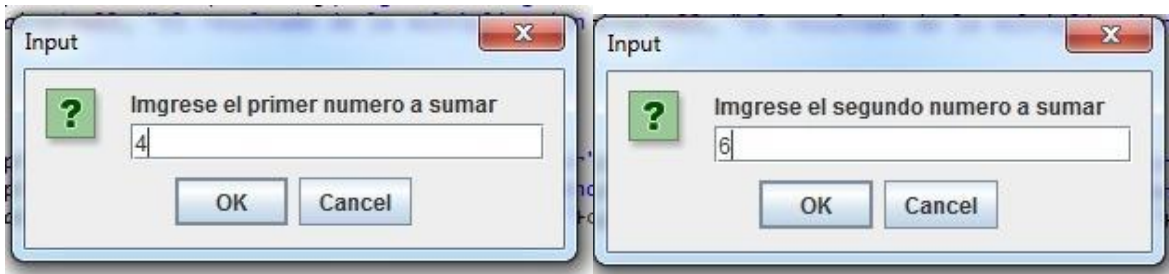 Input
Imgrese el primer numero a sumar
4
OK Cancel
Input
Imgrese el segundo numero a sumar
6
OK Cancel